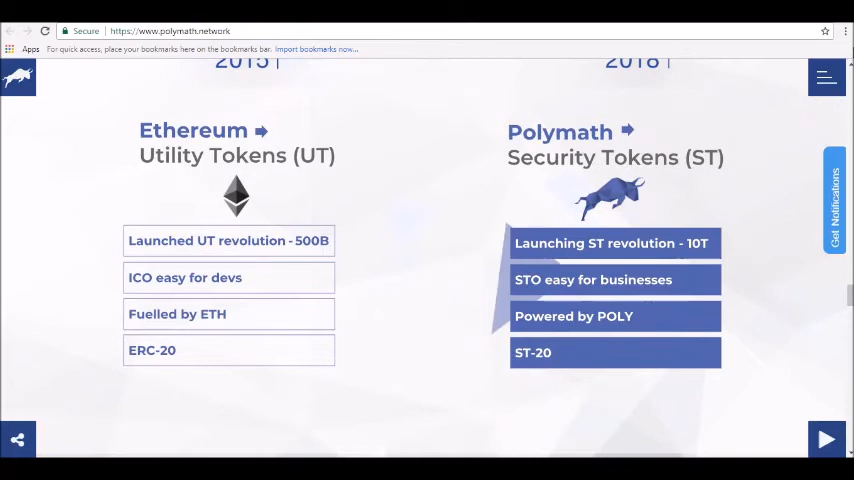 Secure https://www.polymath.network
Apps For quick access, place your bookmarks here on the bookmarks bar. Import bookmarks now...
2015
2018
Ethereum
Utility Tokens (UT)
Launched UT revolution - 500B
ICO easy for devs
Fuelled by ETH
ERC-20
Polymath
Security Tokens (ST)
Launching ST revolution - 10T
STO easy for businesses
Powered by POLY
ST-20
Get Notifications